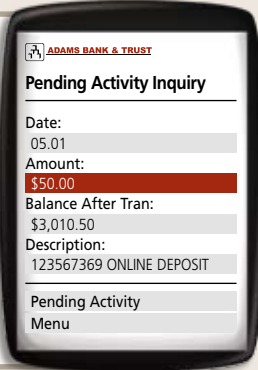 ADAMS BANK & TRUST
Pending Activity Inquiry
Date:
05.01
Amount:
$50.00
Balance After Tran:
$3,010.50
Description:
123567369 ONLINE DEPOSIT
Pending Activity
Menu